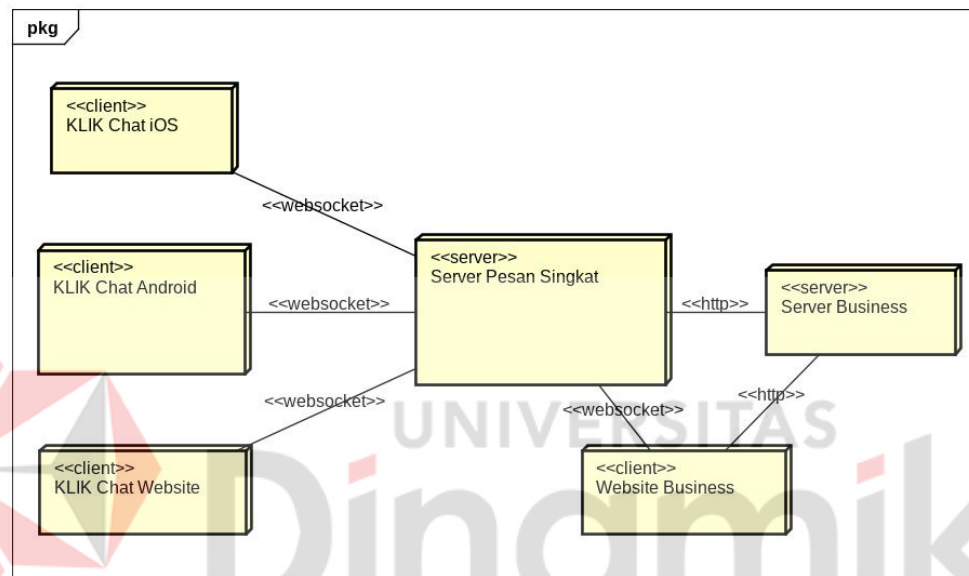 pkg
<<client>>
KLIK Chat iOS
<<websocket>>
<<client>>
KLIK Chat Android
<<websocket>>
<<server>>
Server Pesan Singkat
<<http>>
<<server>>
Server Business
<<websocket>>
<<websocket>>
<<http>>
<<client>>
KLIK Chat Website
<<client>>
Website Business
UNIVERSITAS
Dinamik